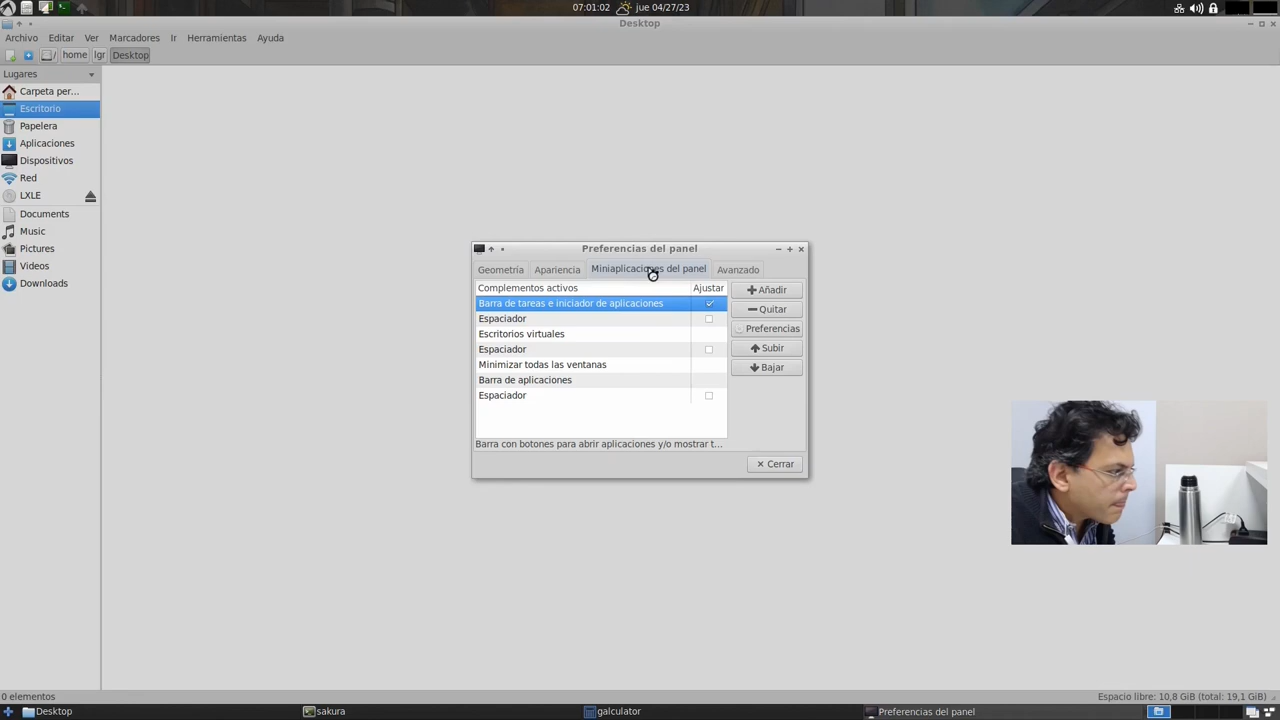 07:01:02 jue 04/27/23
Desktop
Archivo Editar Ver Marcadores Ir Herramientas Ayuda
/ home lgr Desktop
Lugares
Carpeta per...
Escritorio
Papelera
Aplicaciones
Dispositivos
Red
LXLE
Documents
Music
Pictures
Videos
Downloads
Preferencias del panel
Geometría Apariencia Miniaplicaciones del panel Avanzado
Complementos activos Ajustar
Barra de tareas e iniciador de aplicaciones
Espaciador
Escritorios virtuales
Espaciador
Minimizar todas las ventanas
Barra de aplicaciones
Espaciador
Añadir
Quitar
Preferencias
Subir
Bajar
Barra con botones para abrir aplicaciones y/o mostrar t...
Cerrar
0 elementos
Espacio libre: 10,8 GiB (total: 19,1 GiB)
Desktop sakura galculator Preferencias del panel